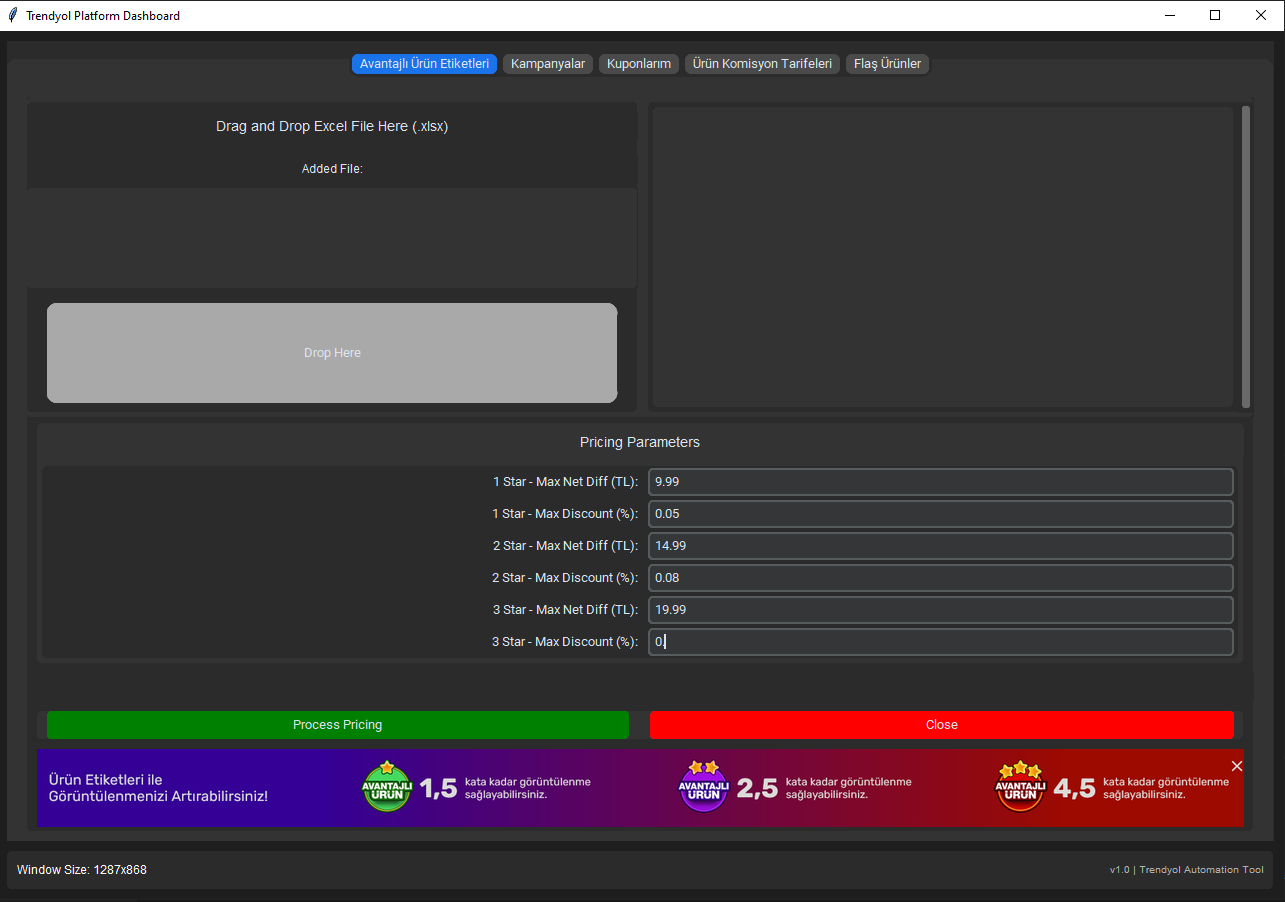 Trendyol Platform Dashboard
Avantajlı Ürün Etiketleri Kampanyalar Kuponlarım Ürün Komisyon Tarifeleri Flaş Ürünler
Drag and Drop Excel File Here (.xlsx)
Added File:
Drop Here
Pricing Parameters
1 Star - Max Net Diff (TL): 9.99
1 Star - Max Discount (%): 0.05
2 Star - Max Net Diff (TL): 14.99
2 Star - Max Discount (%): 0.08
3 Star - Max Net Diff (TL): 19.99
3 Star - Max Discount (%): 0.
Process Pricing Close
Ürün Etiketleri ile
Görüntülenmenizi Artırabilirsiniz!
AVANTAJLI
ÜRÜN
1,5
kata kadar görüntülenme
sağlayabilirsiniz.
AVANTAJLI
ÜRÜN
2,5
kata kadar görüntülenme
sağlayabilirsiniz.
AVANTAJLI
ÜRÜN
4,5
kata kadar görüntülenme
sağlayabilirsiniz.
Window Size: 1287x868
v1.0 | Trendyol Automation Tool